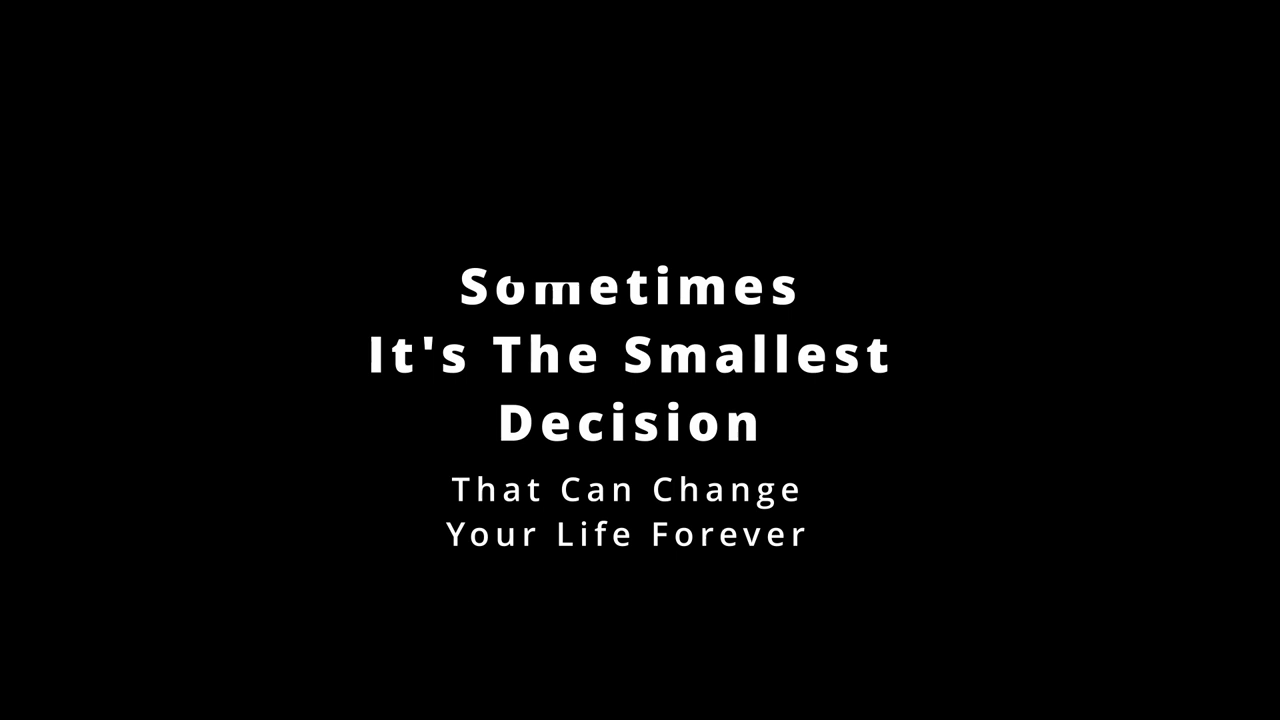 Sometimes
It's The Smallest
Decision
That Can Change
Your Life Forever